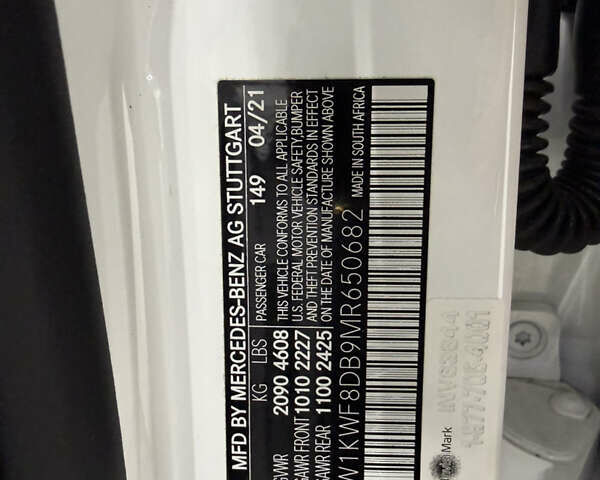 MFD BY MERCEDES-BENZ AG STUTTGART
KG LBS PASSENGER CAR 149 04/21
GVWR 2090 4608
GAWR FRONT 1010 2227
GAWR REAR 1100 2425
THIS VEHICLE CONFORMS TO ALL APPLICABLE
U.S. FEDERAL MOTOR VEHICLE SAFETY, BUMPER
AND THEFT PREVENTION STANDARDS IN EFFECT
ON THE DATE OF MANUFACTURE SHOWN ABOVE
W1KWF8DB9MR650682 MADE IN SOUTH AFRICA
Mark